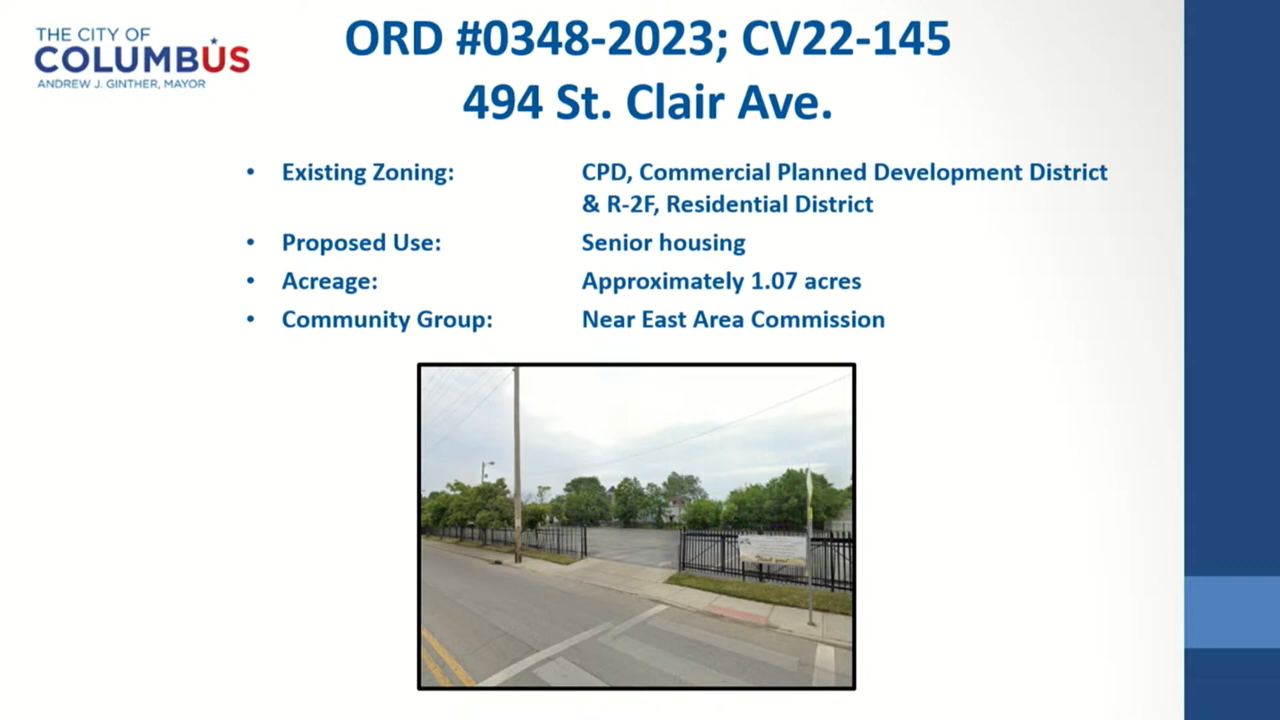 THE CITY OF
COLUMBUS
ANDREW J. GINTHER, MAYOR
ORD #0348-2023; CV22-145
494 St. Clair Ave.
• Existing Zoning: CPD, Commercial Planned Development District
& R-2F, Residential District
• Proposed Use: Senior housing
• Acreage: Approximately 1.07 acres
• Community Group: Near East Area Commission